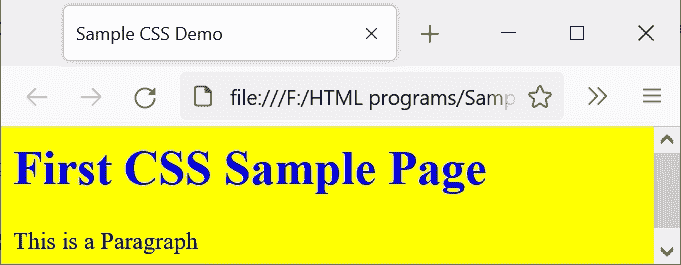 Sample CSS Demo
file:///F:/HTML programs/Samp
First CSS Sample Page
This is a Paragraph